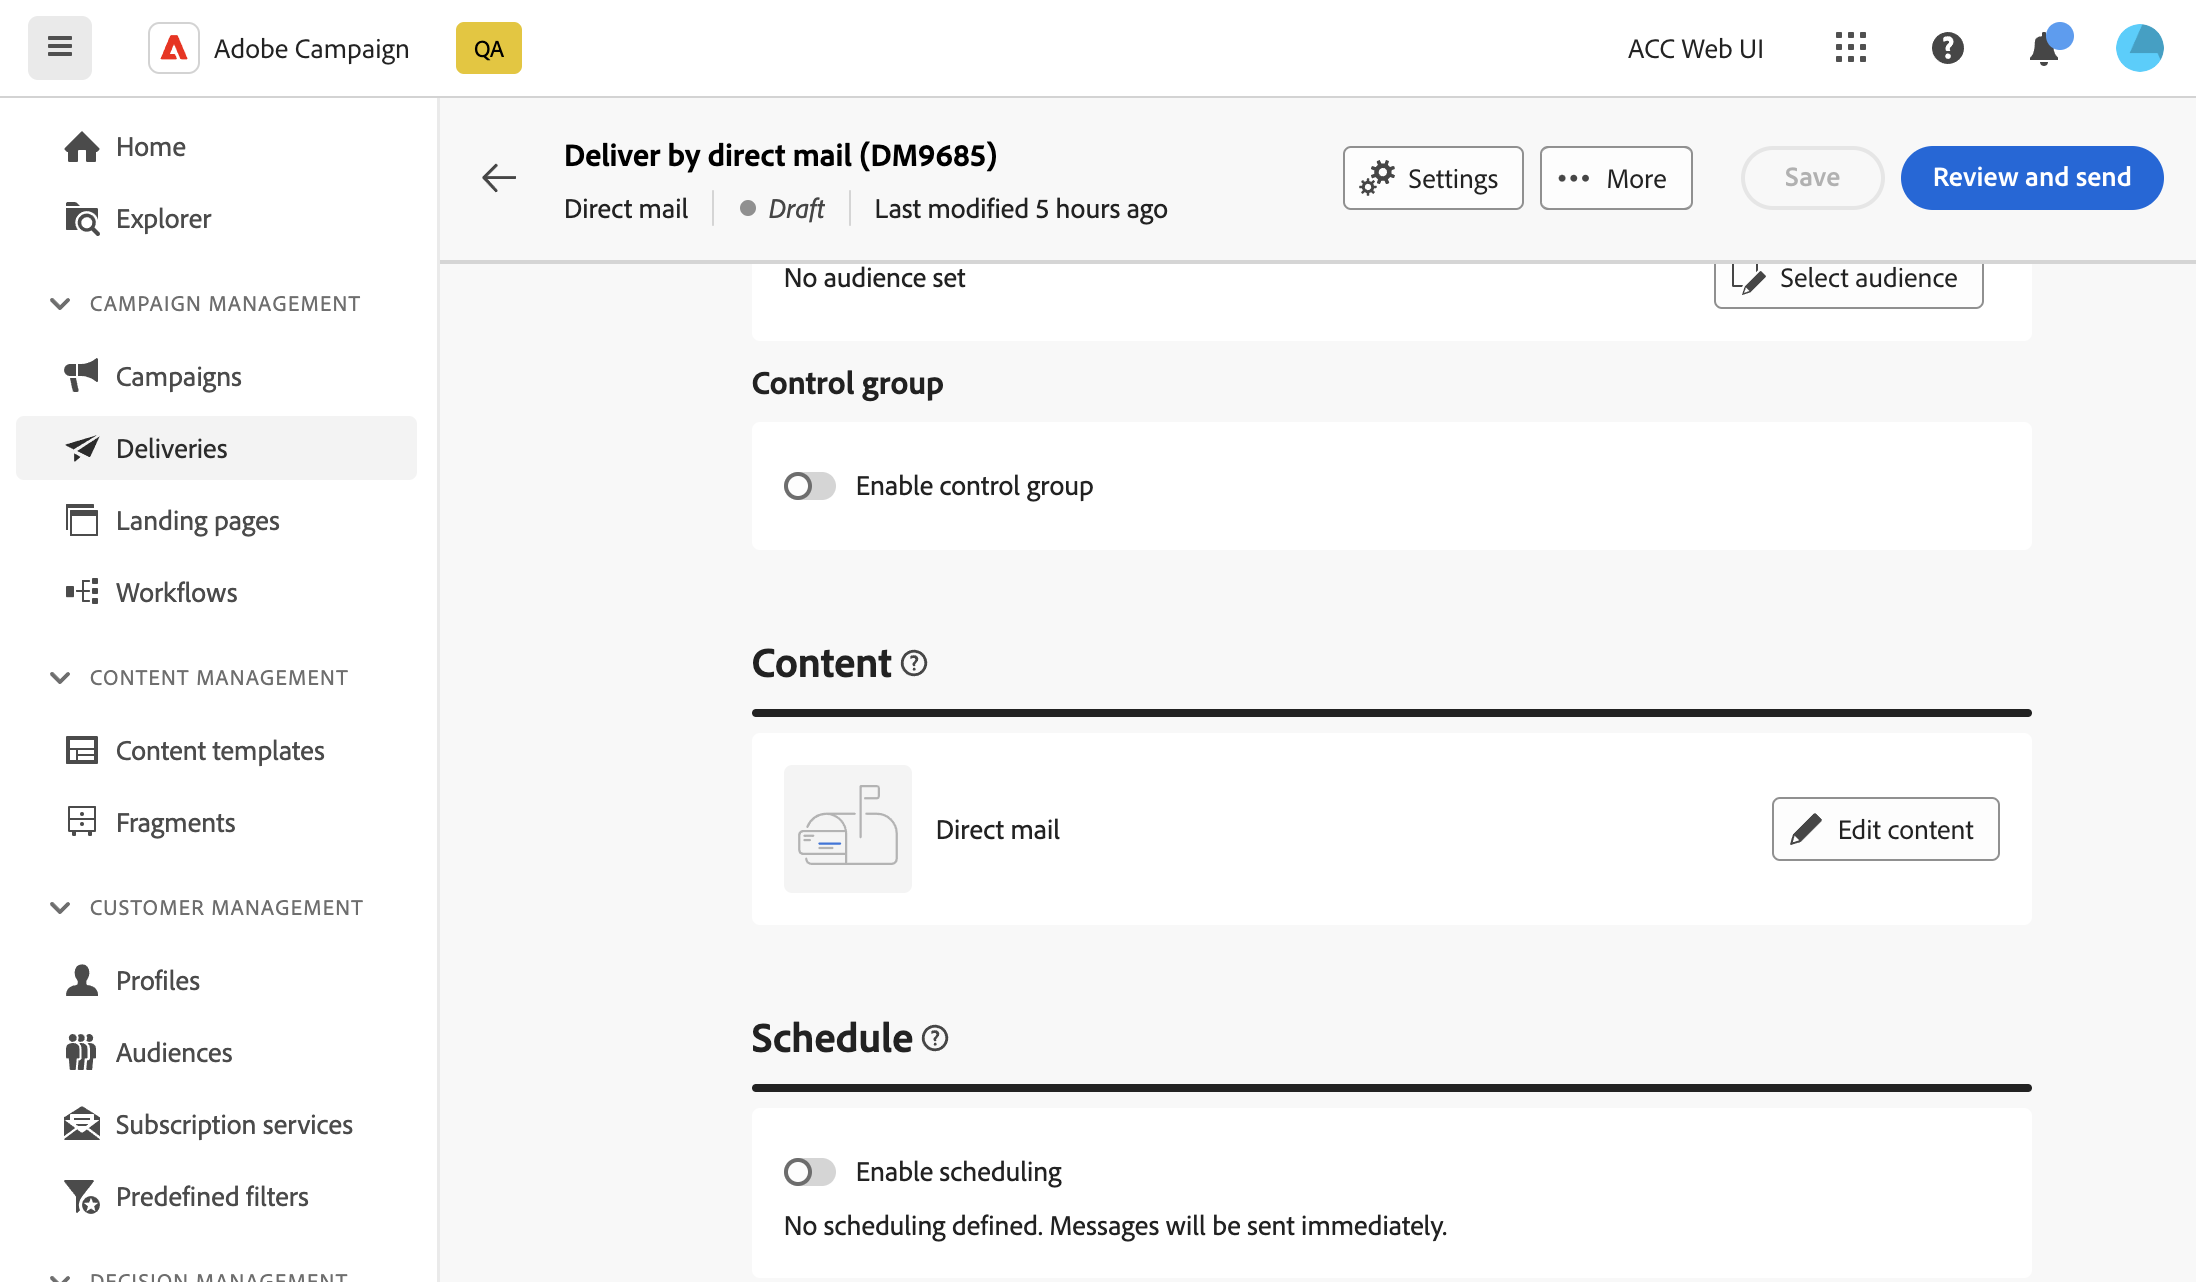 Adobe Campaign
QA
ACC Web UI
Home
Explorer
CAMPAIGN MANAGEMENT
Campaigns
Deliveries
Landing pages
Workflows
CONTENT MANAGEMENT
Content templates
Fragments
CUSTOMER MANAGEMENT
Profiles
Audiences
Subscription services
Predefined filters
DECISION MANAGEMENT
Deliver by direct mail (DM9685)
Direct mail
Draft
Last modified 5 hours ago
Settings
More
Save
Review and send
No audience set
Select audience
Control group
Enable control group
Content
Direct mail
Edit content
Schedule
Enable scheduling
No scheduling defined. Messages will be sent immediately.